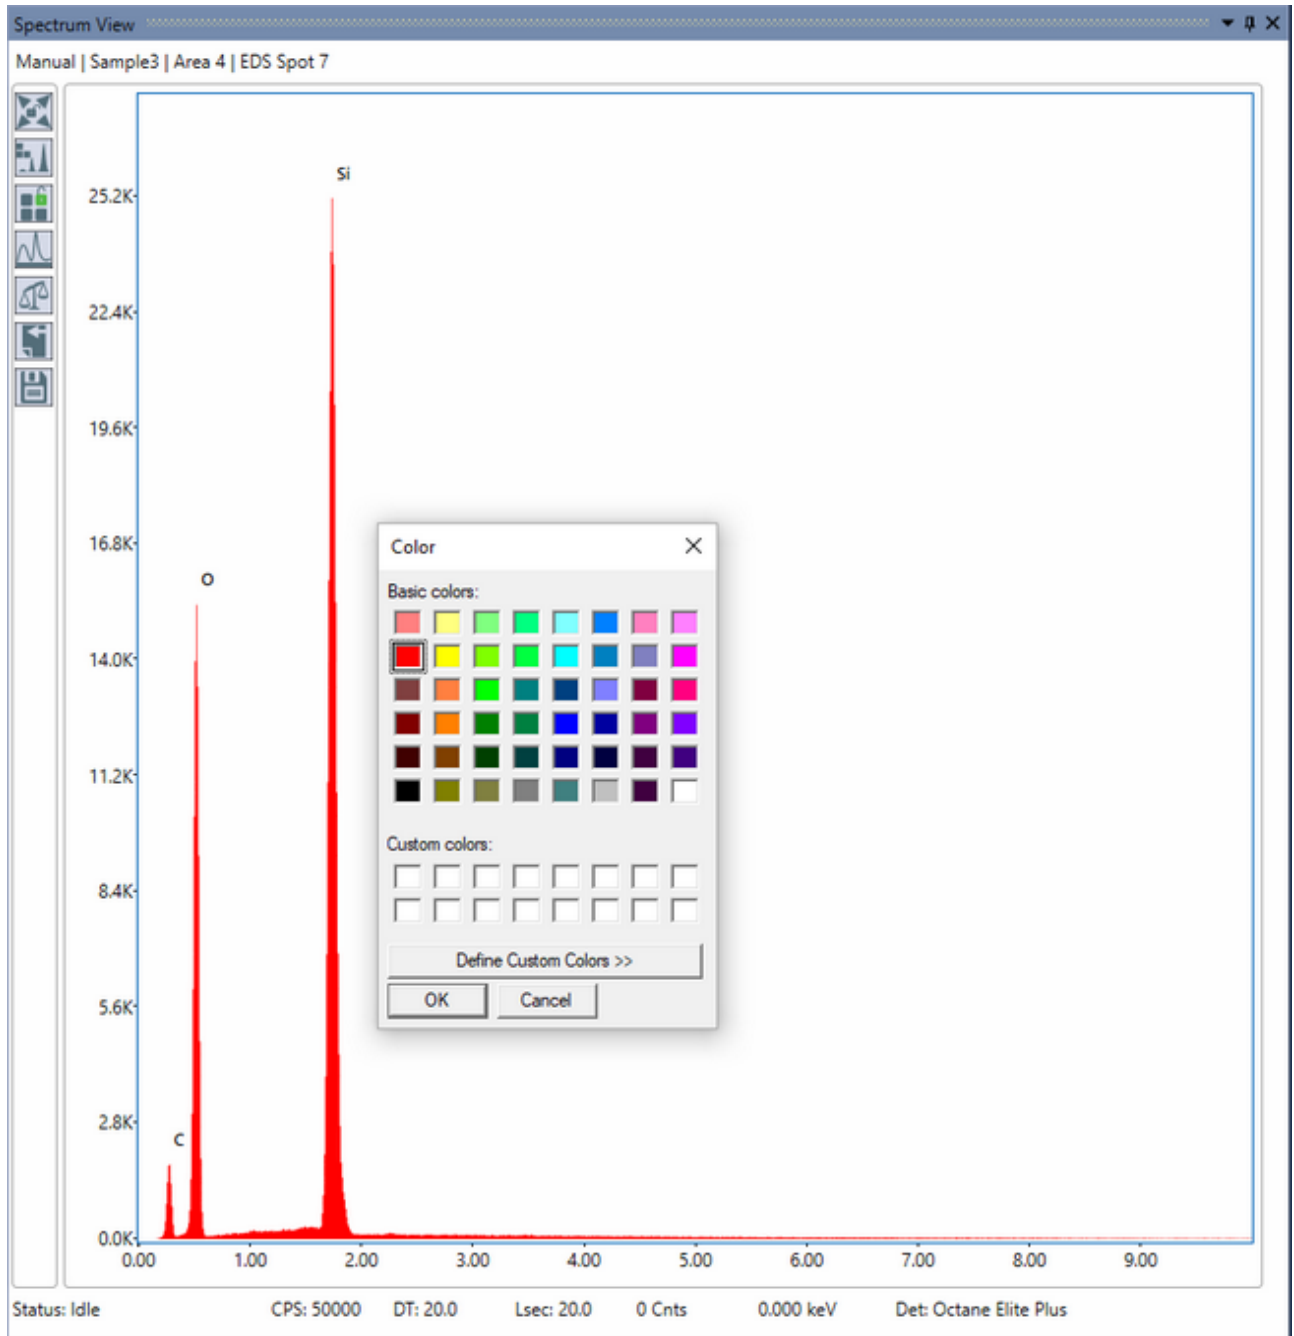 Spectrum View
Manual | Sample3 | Area 4 | EDS Spot 7
Si
25.2K
22.4K
19.6K
16.8K
O
14.0K
11.2K
8.4K
5.6K
2.8K
C
0.0K
0.00 1.00 2.00 3.00 4.00 5.00 6.00 7.00 8.00 9.00
Color
Basic colors:
Custom colors:
Define Custom Colors >>
OK Cancel
Status: Idle CPS: 50000 DT: 20.0 Lsec: 20.0 0 Cnts 0.000 keV Det: Octane Elite Plus